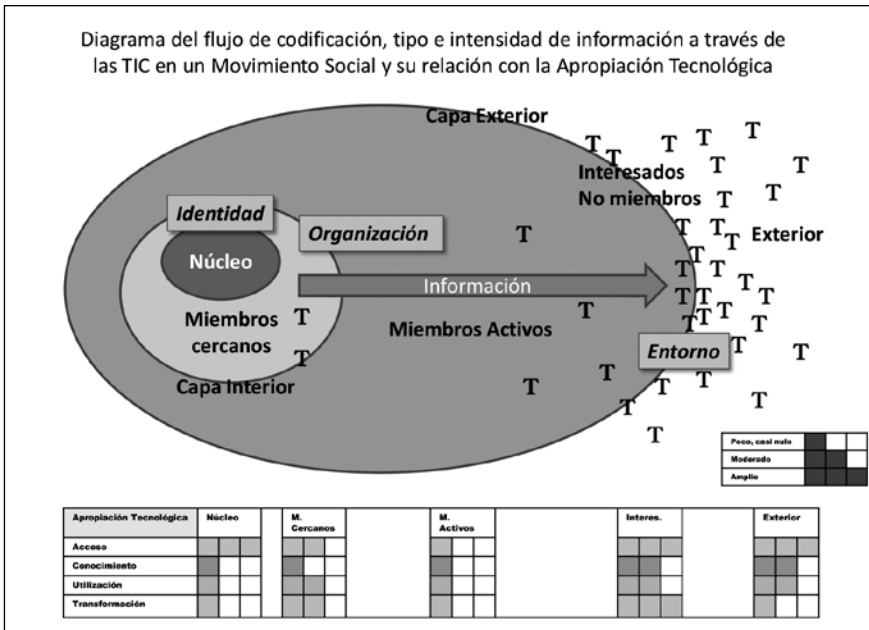 Diagrama del flujo de codificación, tipo e intensidad de información a través de
las TIC en un Movimiento Social y su relación con la Apropiación Tecnológica
Capa Exterior
T T T T T T T T
Interesados
No miembros
T T
Identidad
Organización
T
T T T
Exterior
Núcleo
T T T T
Información
T T T T
Miembros
cercanos
T
Miembros Activos
T
T T T T
Entorno
T T
T
Capa Interior
T T
T T
T T
T
Poco, casi nulo
Moderado
Amplio
Apropiación Tecnológica Núcleo M. Cercanos M. Activos Interes. Exterior
Acceso
Conocimiento
Utilización
Transformación